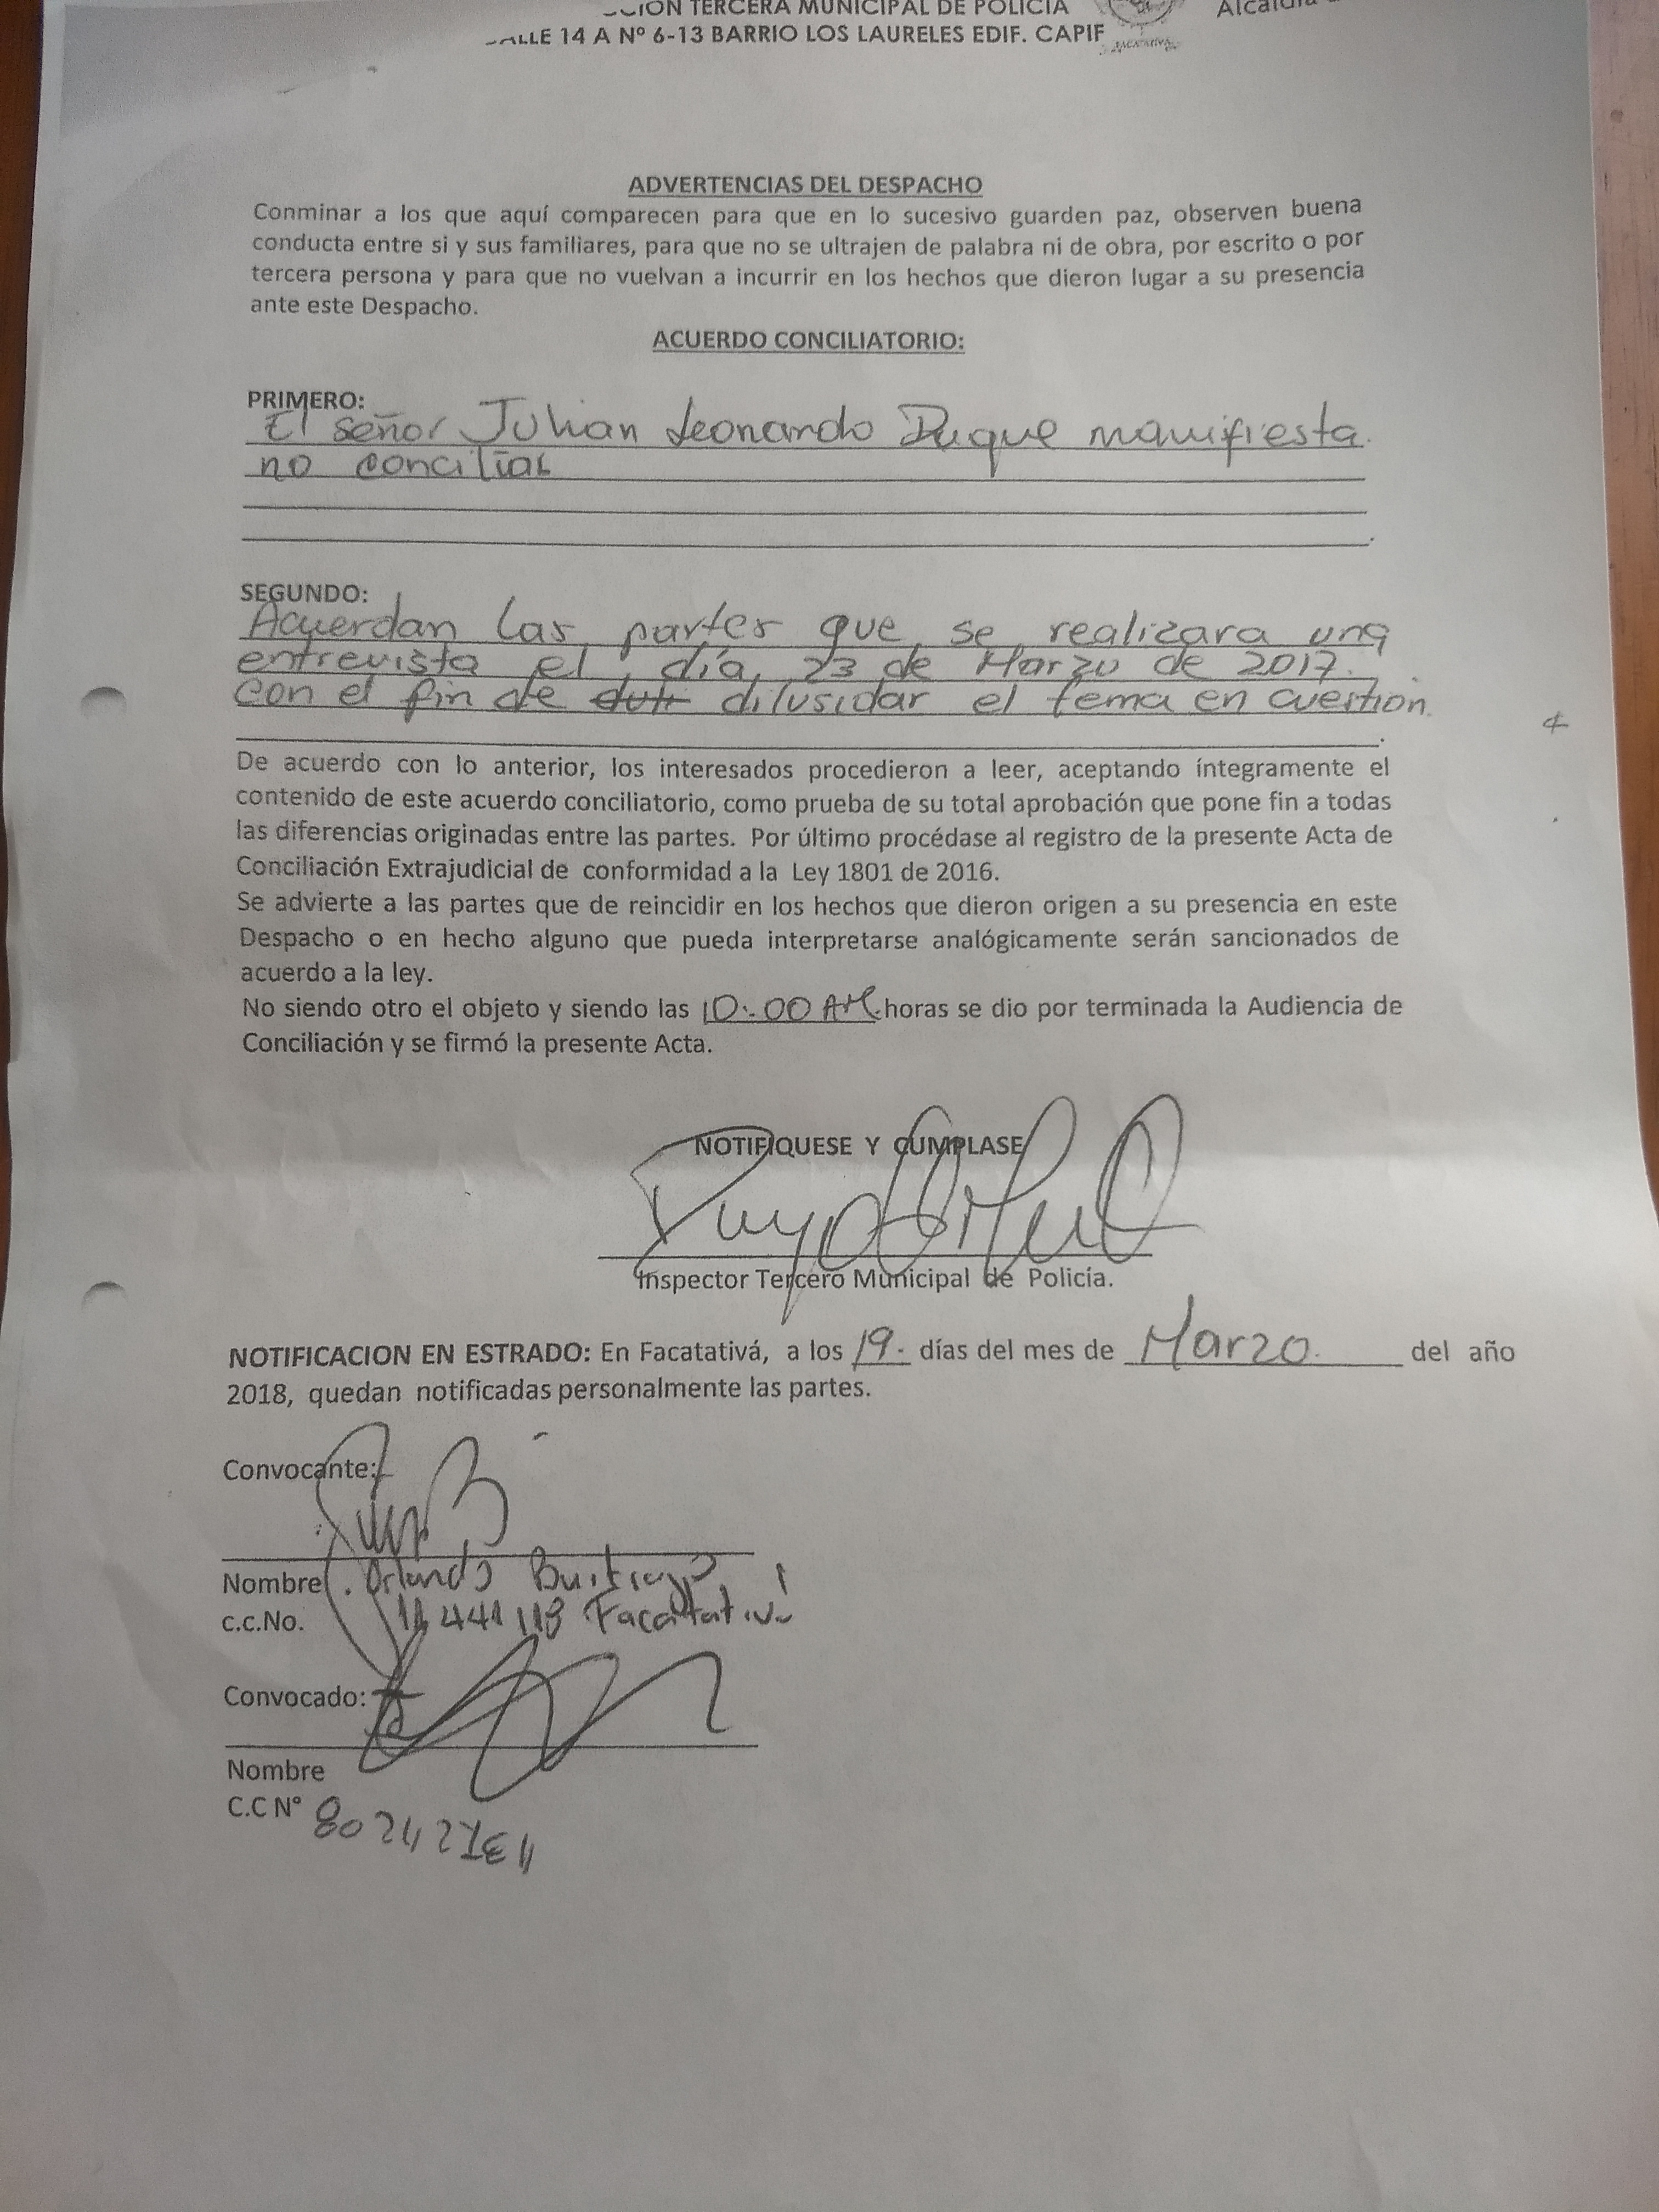 CION TERCERA MUNICIPAL DE POLICIA
CALLE 14 A Nº 6-13 BARRIO LOS LAURELES EDIF. CAPIF
Alcaldía
ADVERTENCIAS DEL DESPACHO
Conminar a los que aquí comparecen para que en lo sucesivo guarden paz, observen buena
conducta entre si y sus familiares, para que no se ultrajen de palabra ni de obra, por escrito o por
tercera persona y para que no vuelvan a incurrir en los hechos que dieron lugar a su presencia
ante este Despacho.
ACUERDO CONCILIATORIO:
PRIMERO:
El señor Julian Leonardo Duque manifiesta
no conciliar
SEGUNDO:
Acuerdan las partes que se realizara una
entrevista el día 23 de Marzo de 2017.
con el fin de dilusidar el tema en cuestion.
De acuerdo con lo anterior, los interesados procedieron a leer, aceptando íntegramente el
contenido de este acuerdo conciliatorio, como prueba de su total aprobación que pone fin a todas
las diferencias originadas entre las partes. Por último procédase al registro de la presente Acta de
Conciliación Extrajudicial de conformidad a la Ley 1801 de 2016.
Se advierte a las partes que de reincidir en los hechos que dieron origen a su presencia en este
Despacho o en hecho alguno que pueda interpretarse analógicamente serán sancionados de
acuerdo a la ley.
No siendo otro el objeto y siendo las 10:00 AM horas se dio por terminada la Audiencia de
Conciliación y se firmó la presente Acta.
NOTIFIQUESE Y CUMPLASE
Inspector Tercero Municipal de Policía.
NOTIFICACION EN ESTRADO: En Facatativá, a los 19. días del mes de Marzo. del año
2018, quedan notificadas personalmente las partes.
Convocante:
Nombre. Orlando Buitrago
c.c.No. 11 441 118 Facatativá
Convocado:
Nombre
C.C N°